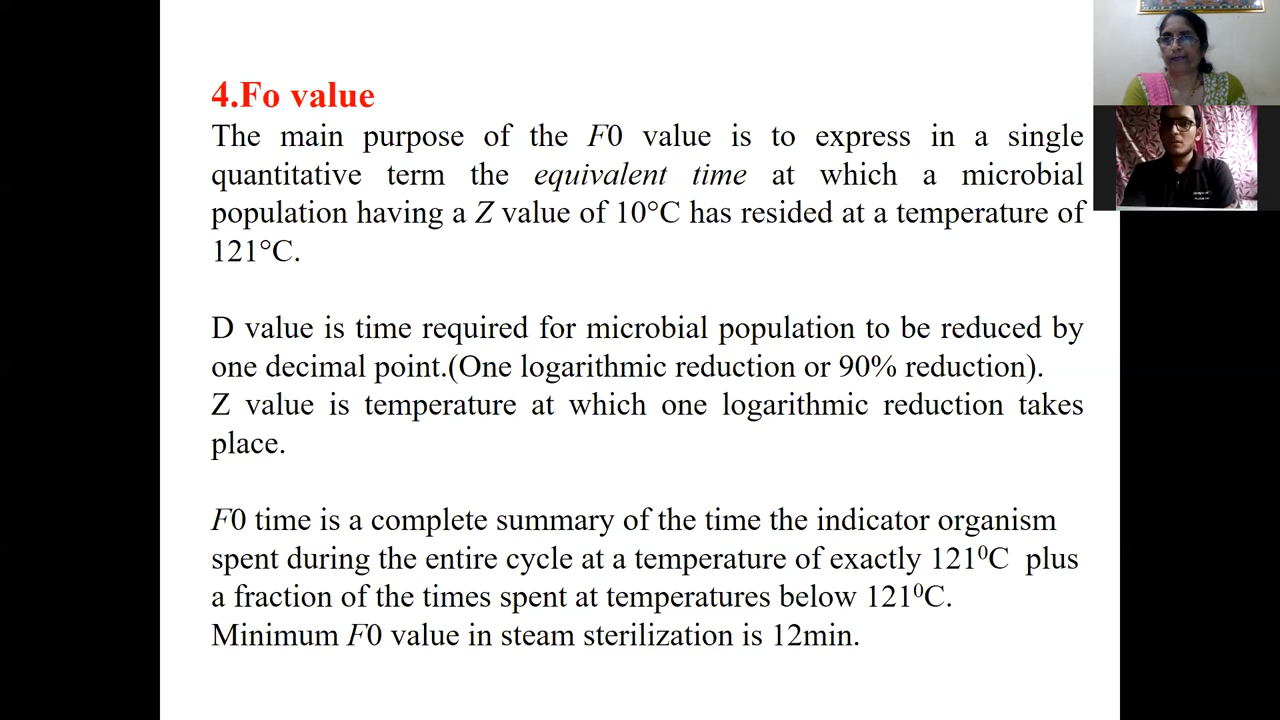 4.Fo value
The main purpose of the F0 value is to express in a single
quantitative term the equivalent time at which a microbial
population having a Z value of 10°C has resided at a temperature of
121°C.
D value is time required for microbial population to be reduced by
one decimal point.(One logarithmic reduction or 90% reduction).
Z value is temperature at which one logarithmic reduction takes
place.
F0 time is a complete summary of the time the indicator organism
spent during the entire cycle at a temperature of exactly 121⁰C plus
a fraction of the times spent at temperatures below 121⁰C.
Minimum F0 value in steam sterilization is 12min.